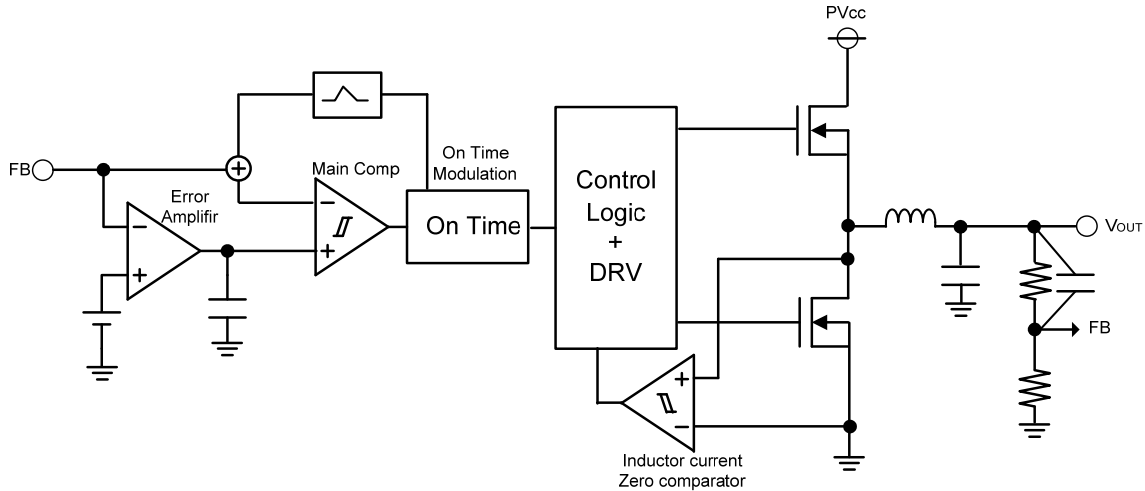 PVcc
FB
Main Comp
On Time
Modulation
Error
Amplifir
On Time
Control
Logic
+
DRV
VOUT
FB
Inductor current
Zero comparator